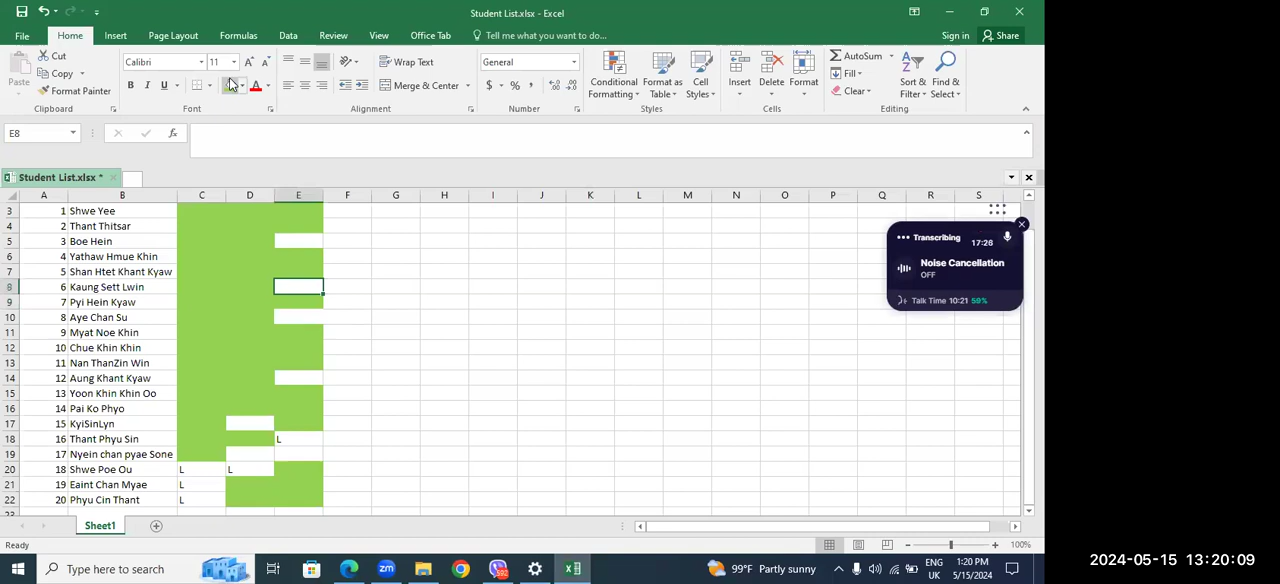 Student List.xlsx - Excel
File Home Insert Page Layout Formulas Data Review View Office Tab Tell me what you want to do... Sign in Share
Cut
Copy
Format Painter
Paste
Clipboard
Calibri 11
B I U
Font
Wrap Text
Merge & Center
Alignment
General
$ % ,
Number
Conditional Formatting
Format as Table
Cell Styles
Styles
Insert Delete Format
Cells
AutoSum
Fill
Clear
Sort & Filter
Find & Select
Editing
E8 fx
Student List.xlsx *
A B C D E F G H I J K L M N O P Q R S
3 1 Shwe Yee
4 2 Thant Thitsar
5 3 Boe Hein
6 4 Yathaw Hmue Khin
7 5 Shan Htet Khant Kyaw
8 6 Kaung Sett Lwin
9 7 Pyi Hein Kyaw
10 8 Aye Chan Su
11 9 Myat Noe Khin
12 10 Chue Khin Khin
13 11 Nan ThanZin Win
14 12 Aung Khant Kyaw
15 13 Yoon Khin Khin Oo
16 14 Pai Ko Phyo
17 15 KyiSinLyn
18 16 Thant Phyu Sin L
19 17 Nyein chan pyae Sone
20 18 Shwe Poe Ou L L
21 19 Eaint Chan Myae L
22 20 Phyu Cin Thant L
Transcribing 17:26
Noise Cancellation
OFF
Talk Time 10:21 59%
Sheet1
Ready 100%
Type here to search
99°F Partly sunny
ENG
UK
1:20 PM
5/15/2024
2024-05-15 13:20:09